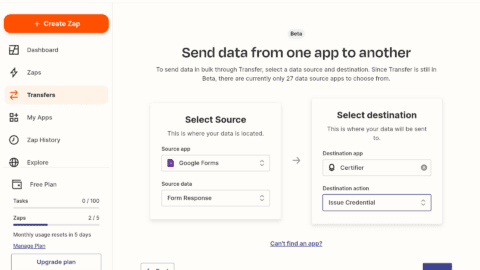 + Create Zap
Dashboard
Zaps
Transfers
My Apps
Zap History
Explore
Free Plan
Tasks 0 / 100
Zaps 2 / 5
Monthly usage resets in 5 days
Manage Plan
Upgrade plan
Beta
Send data from one app to another
To send data in bulk through Transfer, select a data source and destination. Since Transfer is still in
Beta, there are currently only 27 data source apps to choose from.
Select Source
This is where your data is located.
Source app
Google Forms
Source data
Form Response
Select destination
This is where your data will be sent
to.
Destination app
Certifier
Destination action
Issue Credential
Can't find an app?